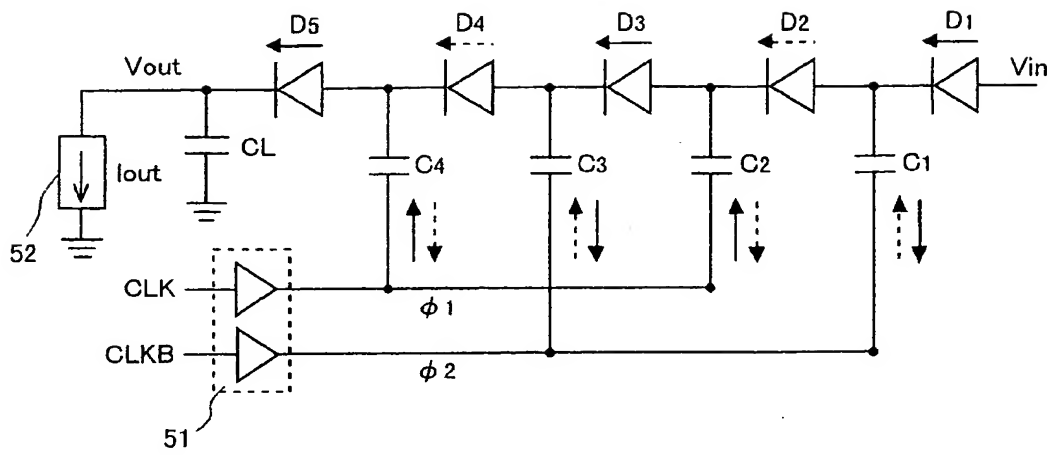 D5 D4 D3 D2 D1
Vout Vin
CL C4 C3 C2 C1
Iout
52
CLK
φ1
CLKB
φ2
51